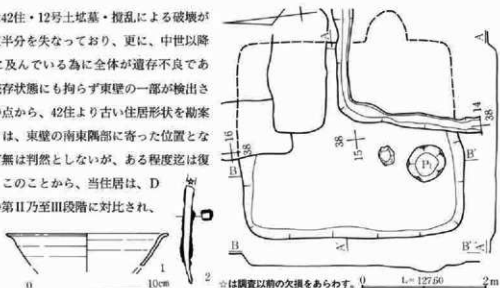 42住・12号土坑墓・攪乱による破壊が
半分を失なっており、更に、中世以降
に及んでいる為に全体が遺存不良であ
存状態にも拘らず東壁の一部が検出さ
点から、42住より古い住居形状を勘案
は、東壁の南東隅部に寄った位置とな
無は判然としないが、ある程度迄は復
このことから、当住居は、D
第II乃至III段階に対比され、
0 10cm
1
2
A
A
B
B'
16
38
15
38
14
38
P₁
B
A'
B'
☆は調査以前の欠損をあらわす。
0 L=127.60 2m